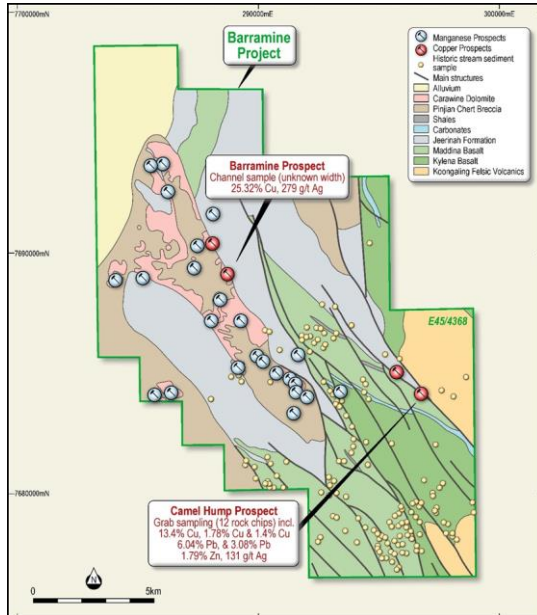 7700000mN
290000mE
300000mE
Barramine
Project
Manganese Prospects
Copper Prospects
Historic stream sediment
sample
Main structures
Alluvium
Carawine Dolomite
Pinjian Chert Breccia
Shales
Carbonates
Jeerinah Formation
Maddina Basalt
Kylena Basalt
Koongaling Felsic Volcanics
Barramine Prospect
Channel sample (unknown width)
25.32% Cu, 279 g/t Ag
7690000mN
E45/4368
7680000mN
Camel Hump Prospect
Grab sampling (12 rock chips) incl.
13.4% Cu, 1.78% Cu & 1.4% Cu
6.04% Pb, & 3.08% Pb
1.79% Zn, 131 g/t Ag
N
0 5km